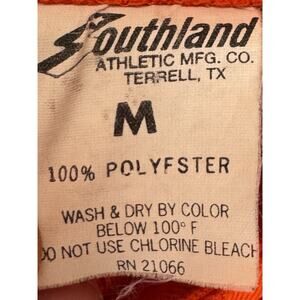 Southland
ATHLETIC MFG. CO.
TERRELL, TX
M
100% POLYESTER
WASH & DRY BY COLOR
BELOW 100° F
DO NOT USE CHLORINE BLEACH
RN 21066